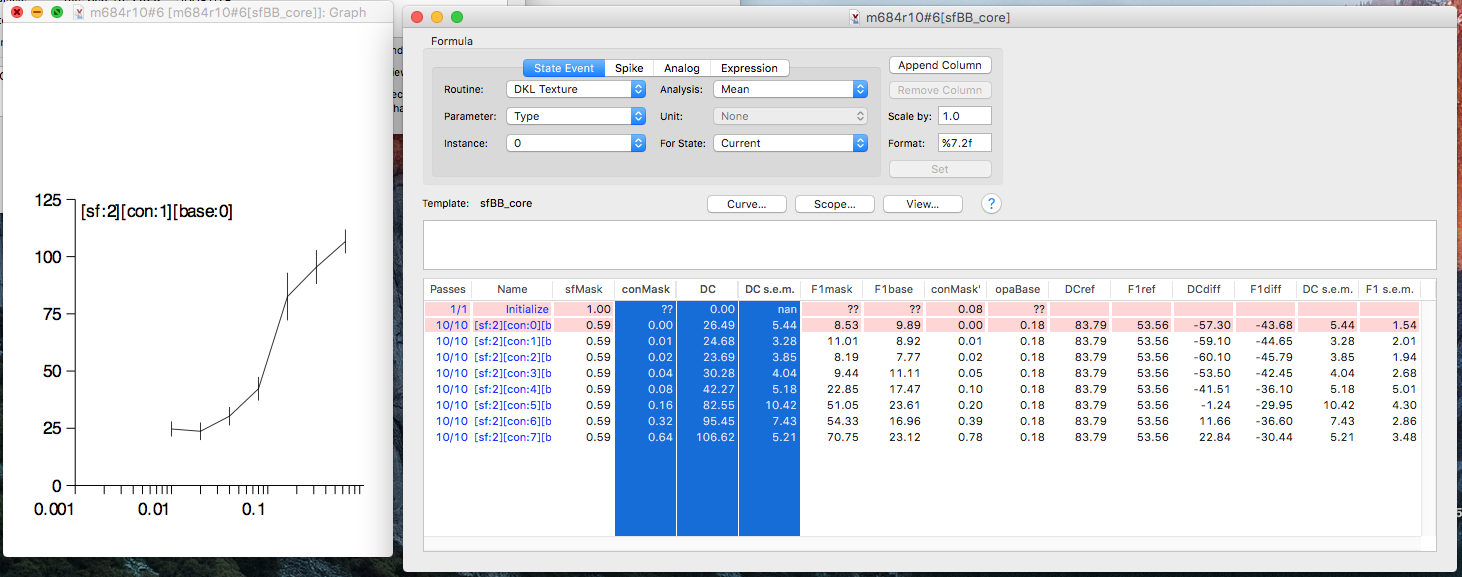 m684r10#6 [m684r10#6[sfBB_core]]: Graph
125
[sf:2][con:1][base:0]
100
75
50
25
0
0.001 0.01 0.1
m684r10#6[sfBB_core]
Formula
State Event Spike Analog Expression
Append Column
Routine: DKL Texture Analysis: Mean
Remove Column
Parameter: Type Unit: None
Scale by: 1.0
Instance: 0 For State: Current
Format: %7.2f
Set
Template: sfBB_core Curve... Scope... View... ?
Passes Name sfMask conMask DC DC s.e.m. F1mask F1base conMask' opaBase DCref F1ref DCdiff F1diff DC s.e.m. F1 s.e.m.
1/1 Initialize 1.00 ?? 0.00 nan ?? ?? 0.08 ??
10/10 [sf:2][con:0][b 0.59 0.00 26.49 5.44 8.53 9.89 0.00 0.18 83.79 53.56 -57.30 -43.68 5.44 1.54
10/10 [sf:2][con:1][b 0.59 0.01 24.68 3.28 11.01 8.92 0.01 0.18 83.79 53.56 -59.10 -44.65 3.28 2.01
10/10 [sf:2][con:2][b 0.59 0.02 23.69 3.85 8.19 7.77 0.02 0.18 83.79 53.56 -60.10 -45.79 3.85 1.94
10/10 [sf:2][con:3][b 0.59 0.04 30.28 4.04 9.44 11.11 0.05 0.18 83.79 53.56 -53.50 -42.45 4.04 2.68
10/10 [sf:2][con:4][b 0.59 0.08 42.27 5.18 22.85 17.47 0.10 0.18 83.79 53.56 -41.51 -36.10 5.18 5.01
10/10 [sf:2][con:5][b 0.59 0.16 82.55 10.42 51.05 23.61 0.20 0.18 83.79 53.56 -1.24 -29.95 10.42 4.30
10/10 [sf:2][con:6][b 0.59 0.32 95.45 7.43 54.33 16.96 0.39 0.18 83.79 53.56 11.66 -36.60 7.43 2.86
10/10 [sf:2][con:7][b 0.59 0.64 106.62 5.21 70.75 23.12 0.78 0.18 83.79 53.56 22.84 -30.44 5.21 3.48